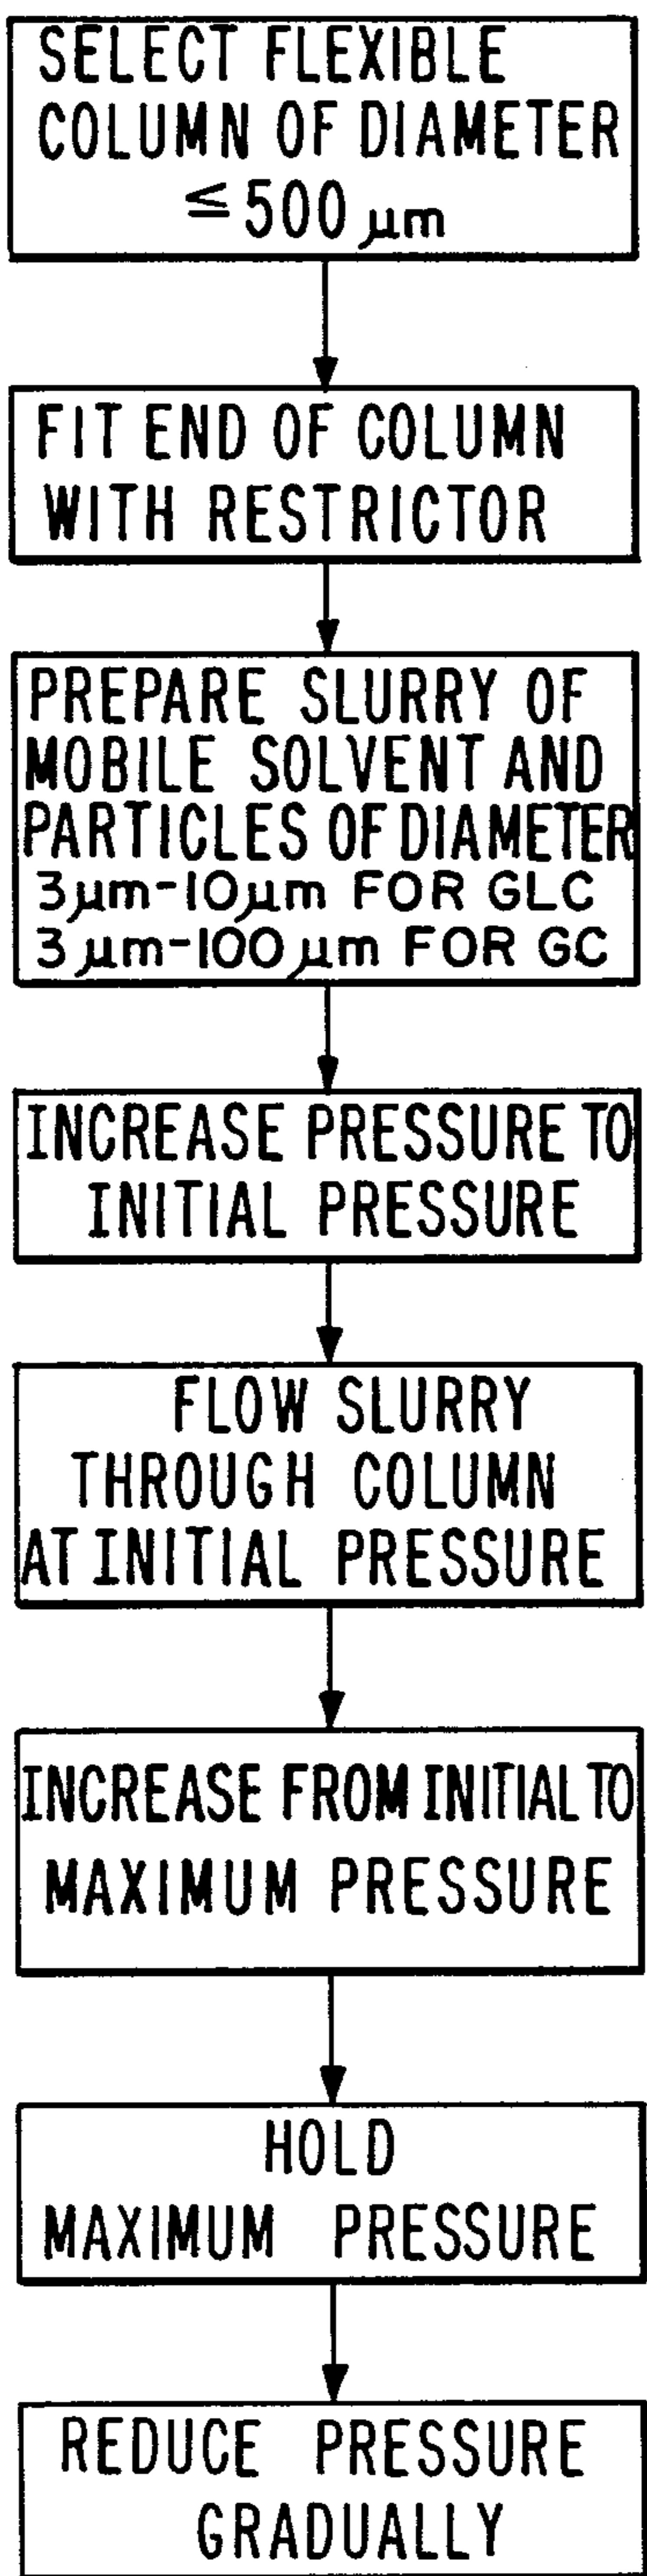 SELECT FLEXIBLE
COLUMN OF DIAMETER
≤ 500 μm
FIT END OF COLUMN
WITH RESTRICTOR
PREPARE SLURRY OF
MOBILE SOLVENT AND
PARTICLES OF DIAMETER
3μm-10μm FOR GLC
3μm-100μm FOR GC
INCREASE PRESSURE TO
INITIAL PRESSURE
FLOW SLURRY
THROUGH COLUMN
AT INITIAL PRESSURE
INCREASE FROM INITIAL TO
MAXIMUM PRESSURE
HOLD
MAXIMUM PRESSURE
REDUCE PRESSURE
GRADUALLY